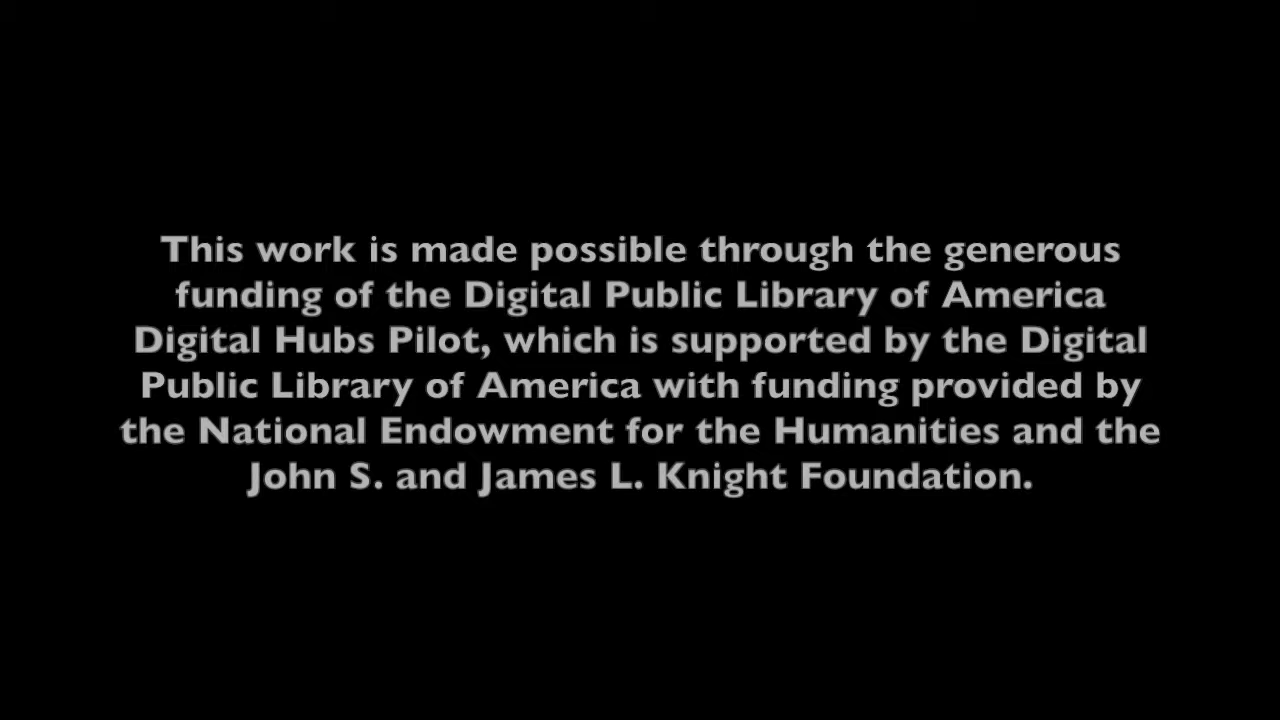 This work is made possible through the generous
funding of the Digital Public Library of America
Digital Hubs Pilot, which is supported by the Digital
Public Library of America with funding provided by
the National Endowment for the Humanities and the
John S. and James L. Knight Foundation.